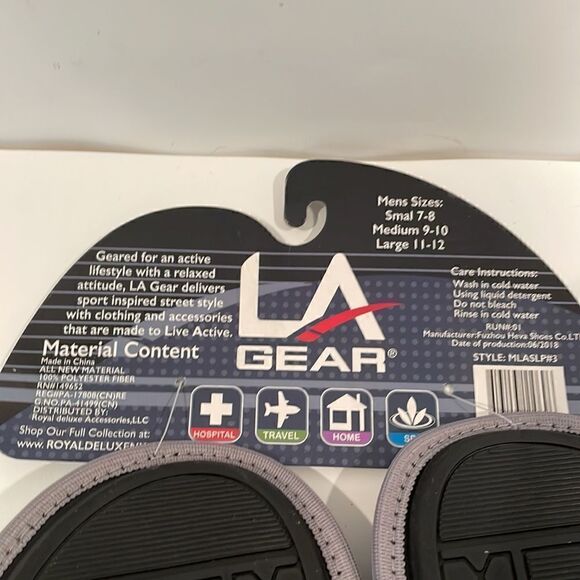 Mens Sizes:
Smal 7-8
Medium 9-10
Large 11-12
Geared for an active
lifestyle with a relaxed
attitude, LA Gear delivers
sport inspired street style
with clothing and accessories
that are made to Live Active.
LA
GEAR®
Care Instructions:
Wash in cold water
Using liquid detergent
Do not bleach
Rinse in cold water
RUN#:01
Manufacturer:Fuzhou Heva Shoes Co.LT
Date of production:06/2018
STYLE: MLASLP#3
Material Content
Made in China
ALL NEW MATERIAL
100% POLYESTER FIBER
RN#149652
REG#PA-17808(CN)RE
G.NO.PA-41499(CN)
DISTRIBUTED BY:
Royal deluxe Accessories,LLC
Shop Our Full Collection at:
www.ROYALDELUXE
HOSPITAL
TRAVEL
HOME